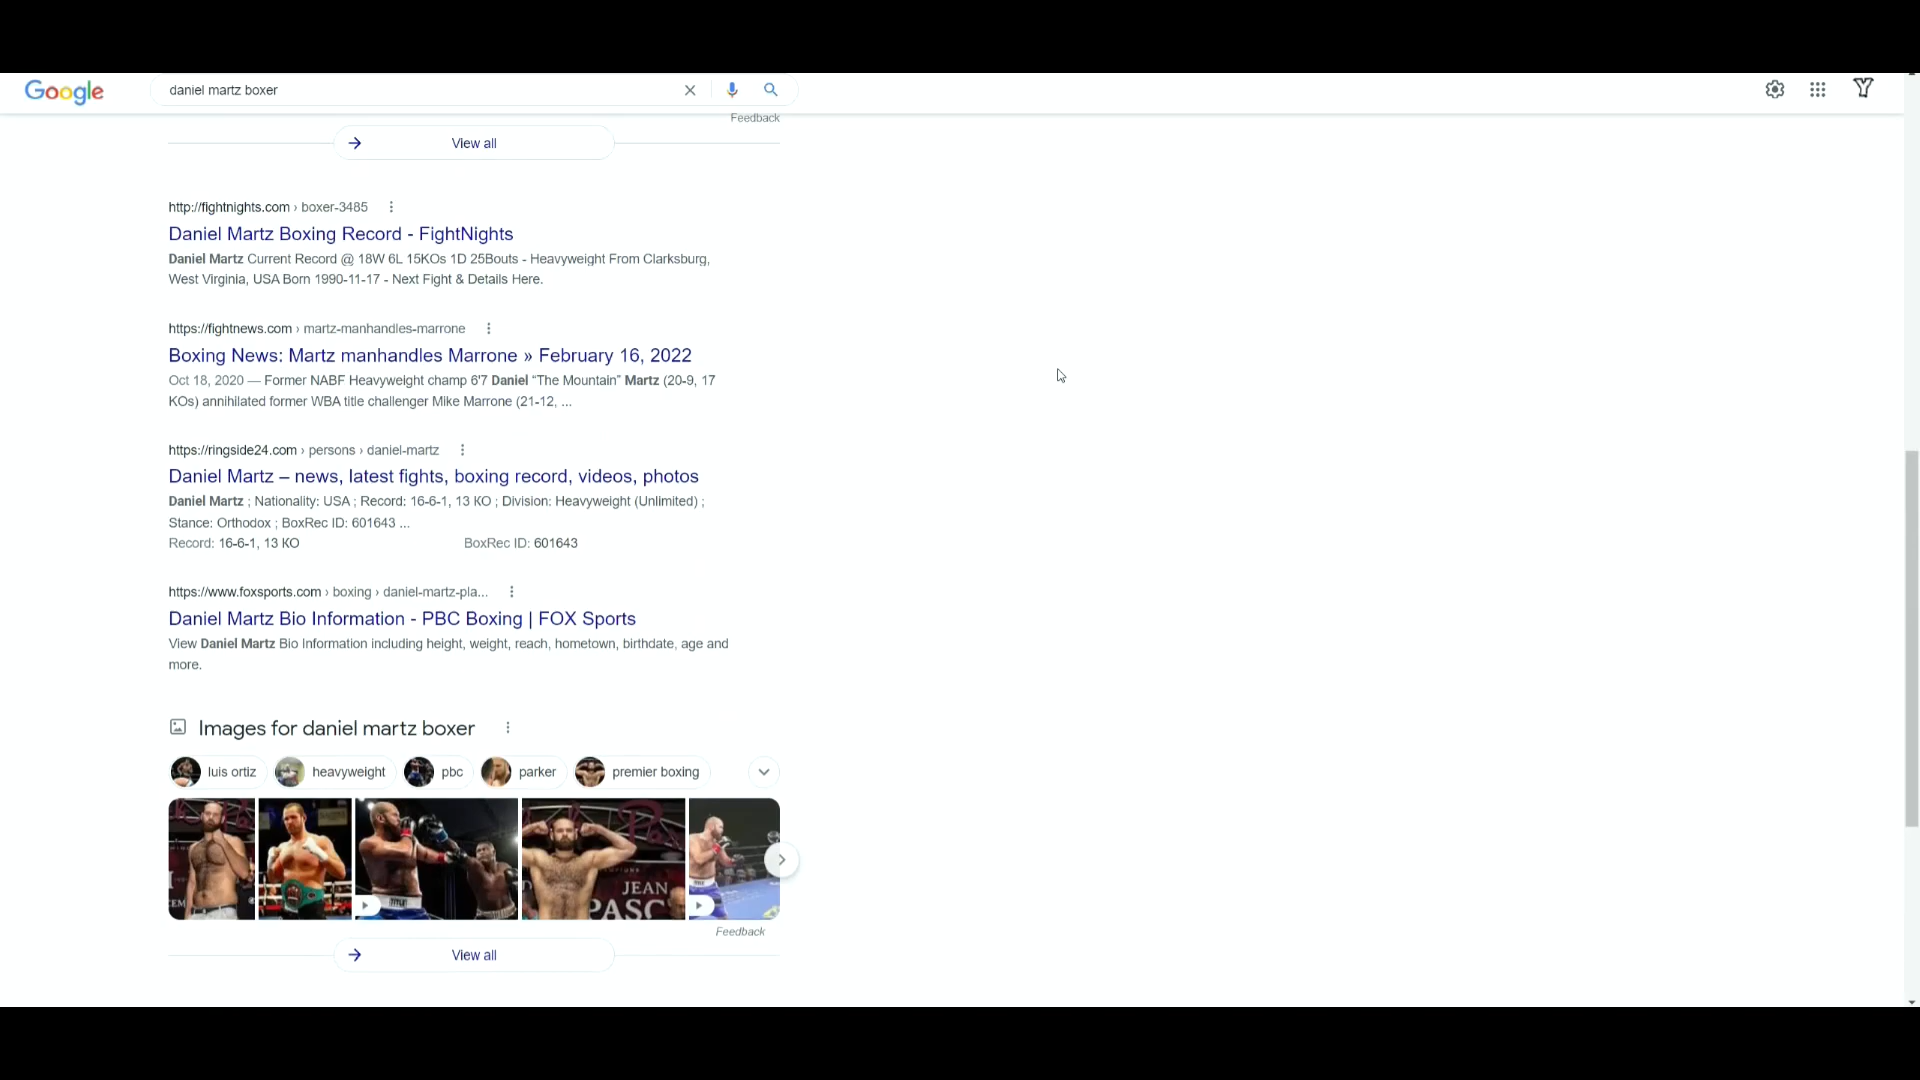 Google
daniel martz boxer
Feedback
View all
http://fightnights.com › boxer-3485
Daniel Martz Boxing Record - FightNights
Daniel Martz Current Record @ 18W 6L 15KOs 1D 25Bouts - Heavyweight From Clarksburg,
West Virginia, USA Born 1990-11-17 - Next Fight & Details Here.
https://fightnews.com › martz-manhandles-marrone
Boxing News: Martz manhandles Marrone » February 16, 2022
Oct 18, 2020 — Former NABF Heavyweight champ 6'7 Daniel “The Mountain” Martz (20-9, 17
KOs) annihilated former WBA title challenger Mike Marrone (21-12, ...
https://ringside24.com › persons › daniel-martz
Daniel Martz – news, latest fights, boxing record, videos, photos
Daniel Martz ; Nationality: USA ; Record: 16-6-1, 13 KO ; Division: Heavyweight (Unlimited) ;
Stance: Orthodox ; BoxRec ID: 601643 ...
Record: 16-6-1, 13 KO BoxRec ID: 601643
https://www.foxsports.com › boxing › daniel-martz-pla...
Daniel Martz Bio Information - PBC Boxing | FOX Sports
View Daniel Martz Bio Information including height, weight, reach, hometown, birthdate, age and
more.
Images for daniel martz boxer
luis ortiz heavyweight pbc parker premier boxing
JEAN
PASC
Feedback
View all